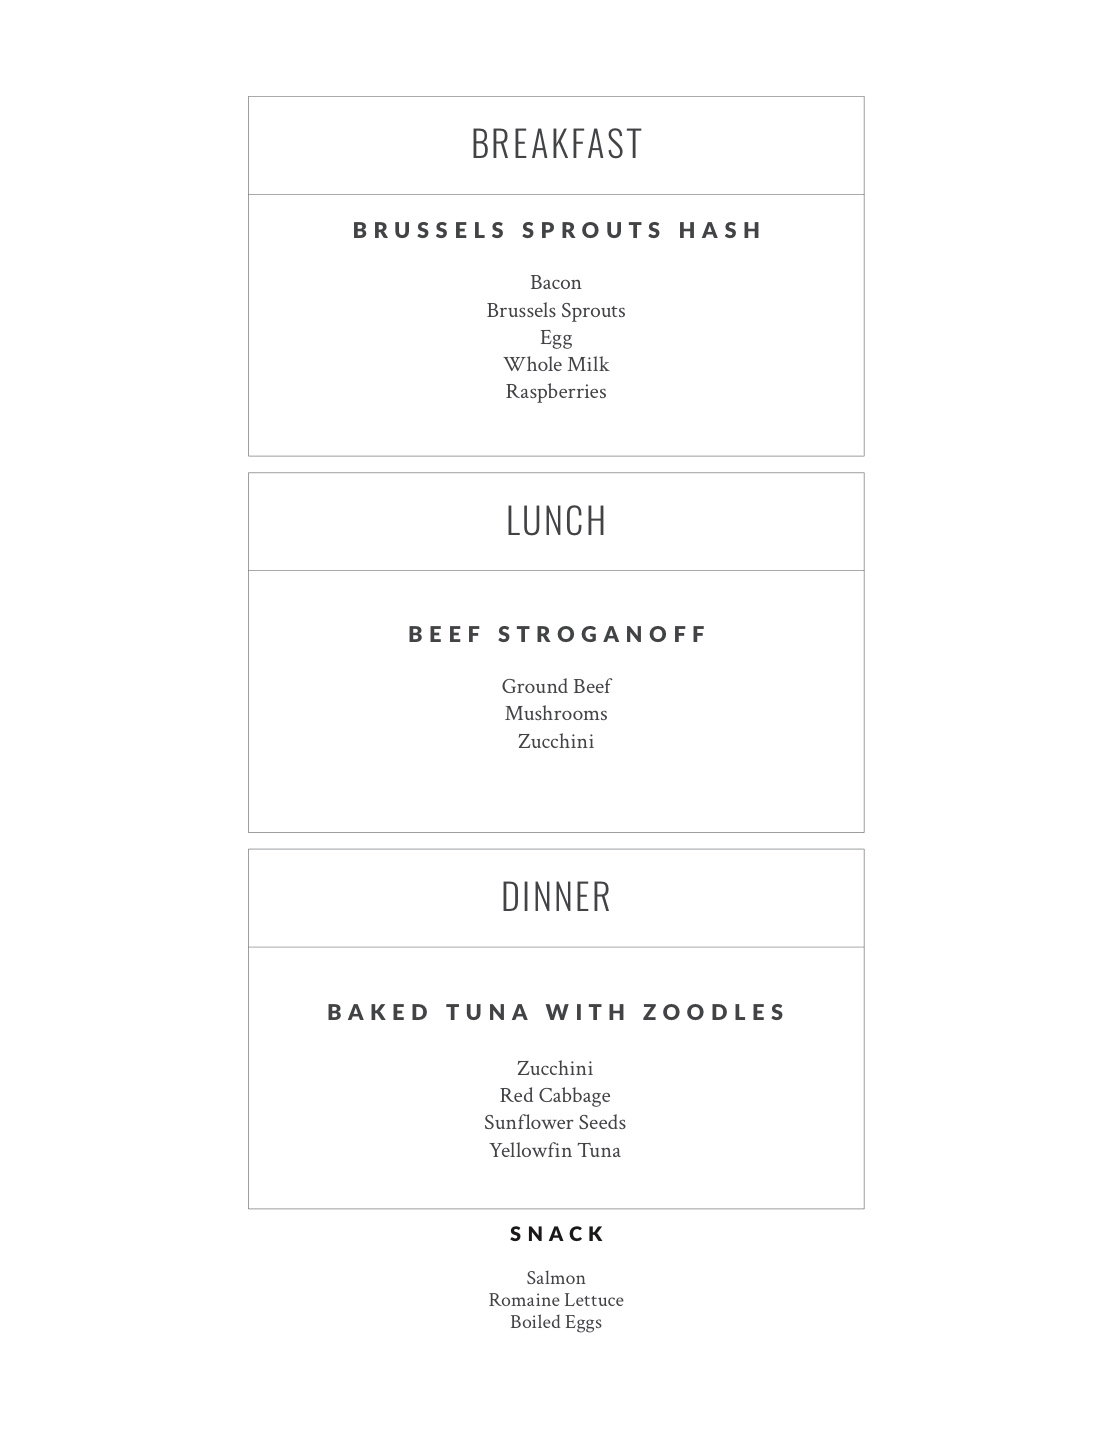 BREAKFAST
BRUSSELS SPROUTS HASH
Bacon
Brussels Sprouts
Egg
Whole Milk
Raspberries
LUNCH
BEEF STROGANOFF
Ground Beef
Mushrooms
Zucchini
DINNER
BAKED TUNA WITH ZOODLES
Zucchini
Red Cabbage
Sunflower Seeds
Yellowfin Tuna
SNACK
Salmon
Romaine Lettuce
Boiled Eggs